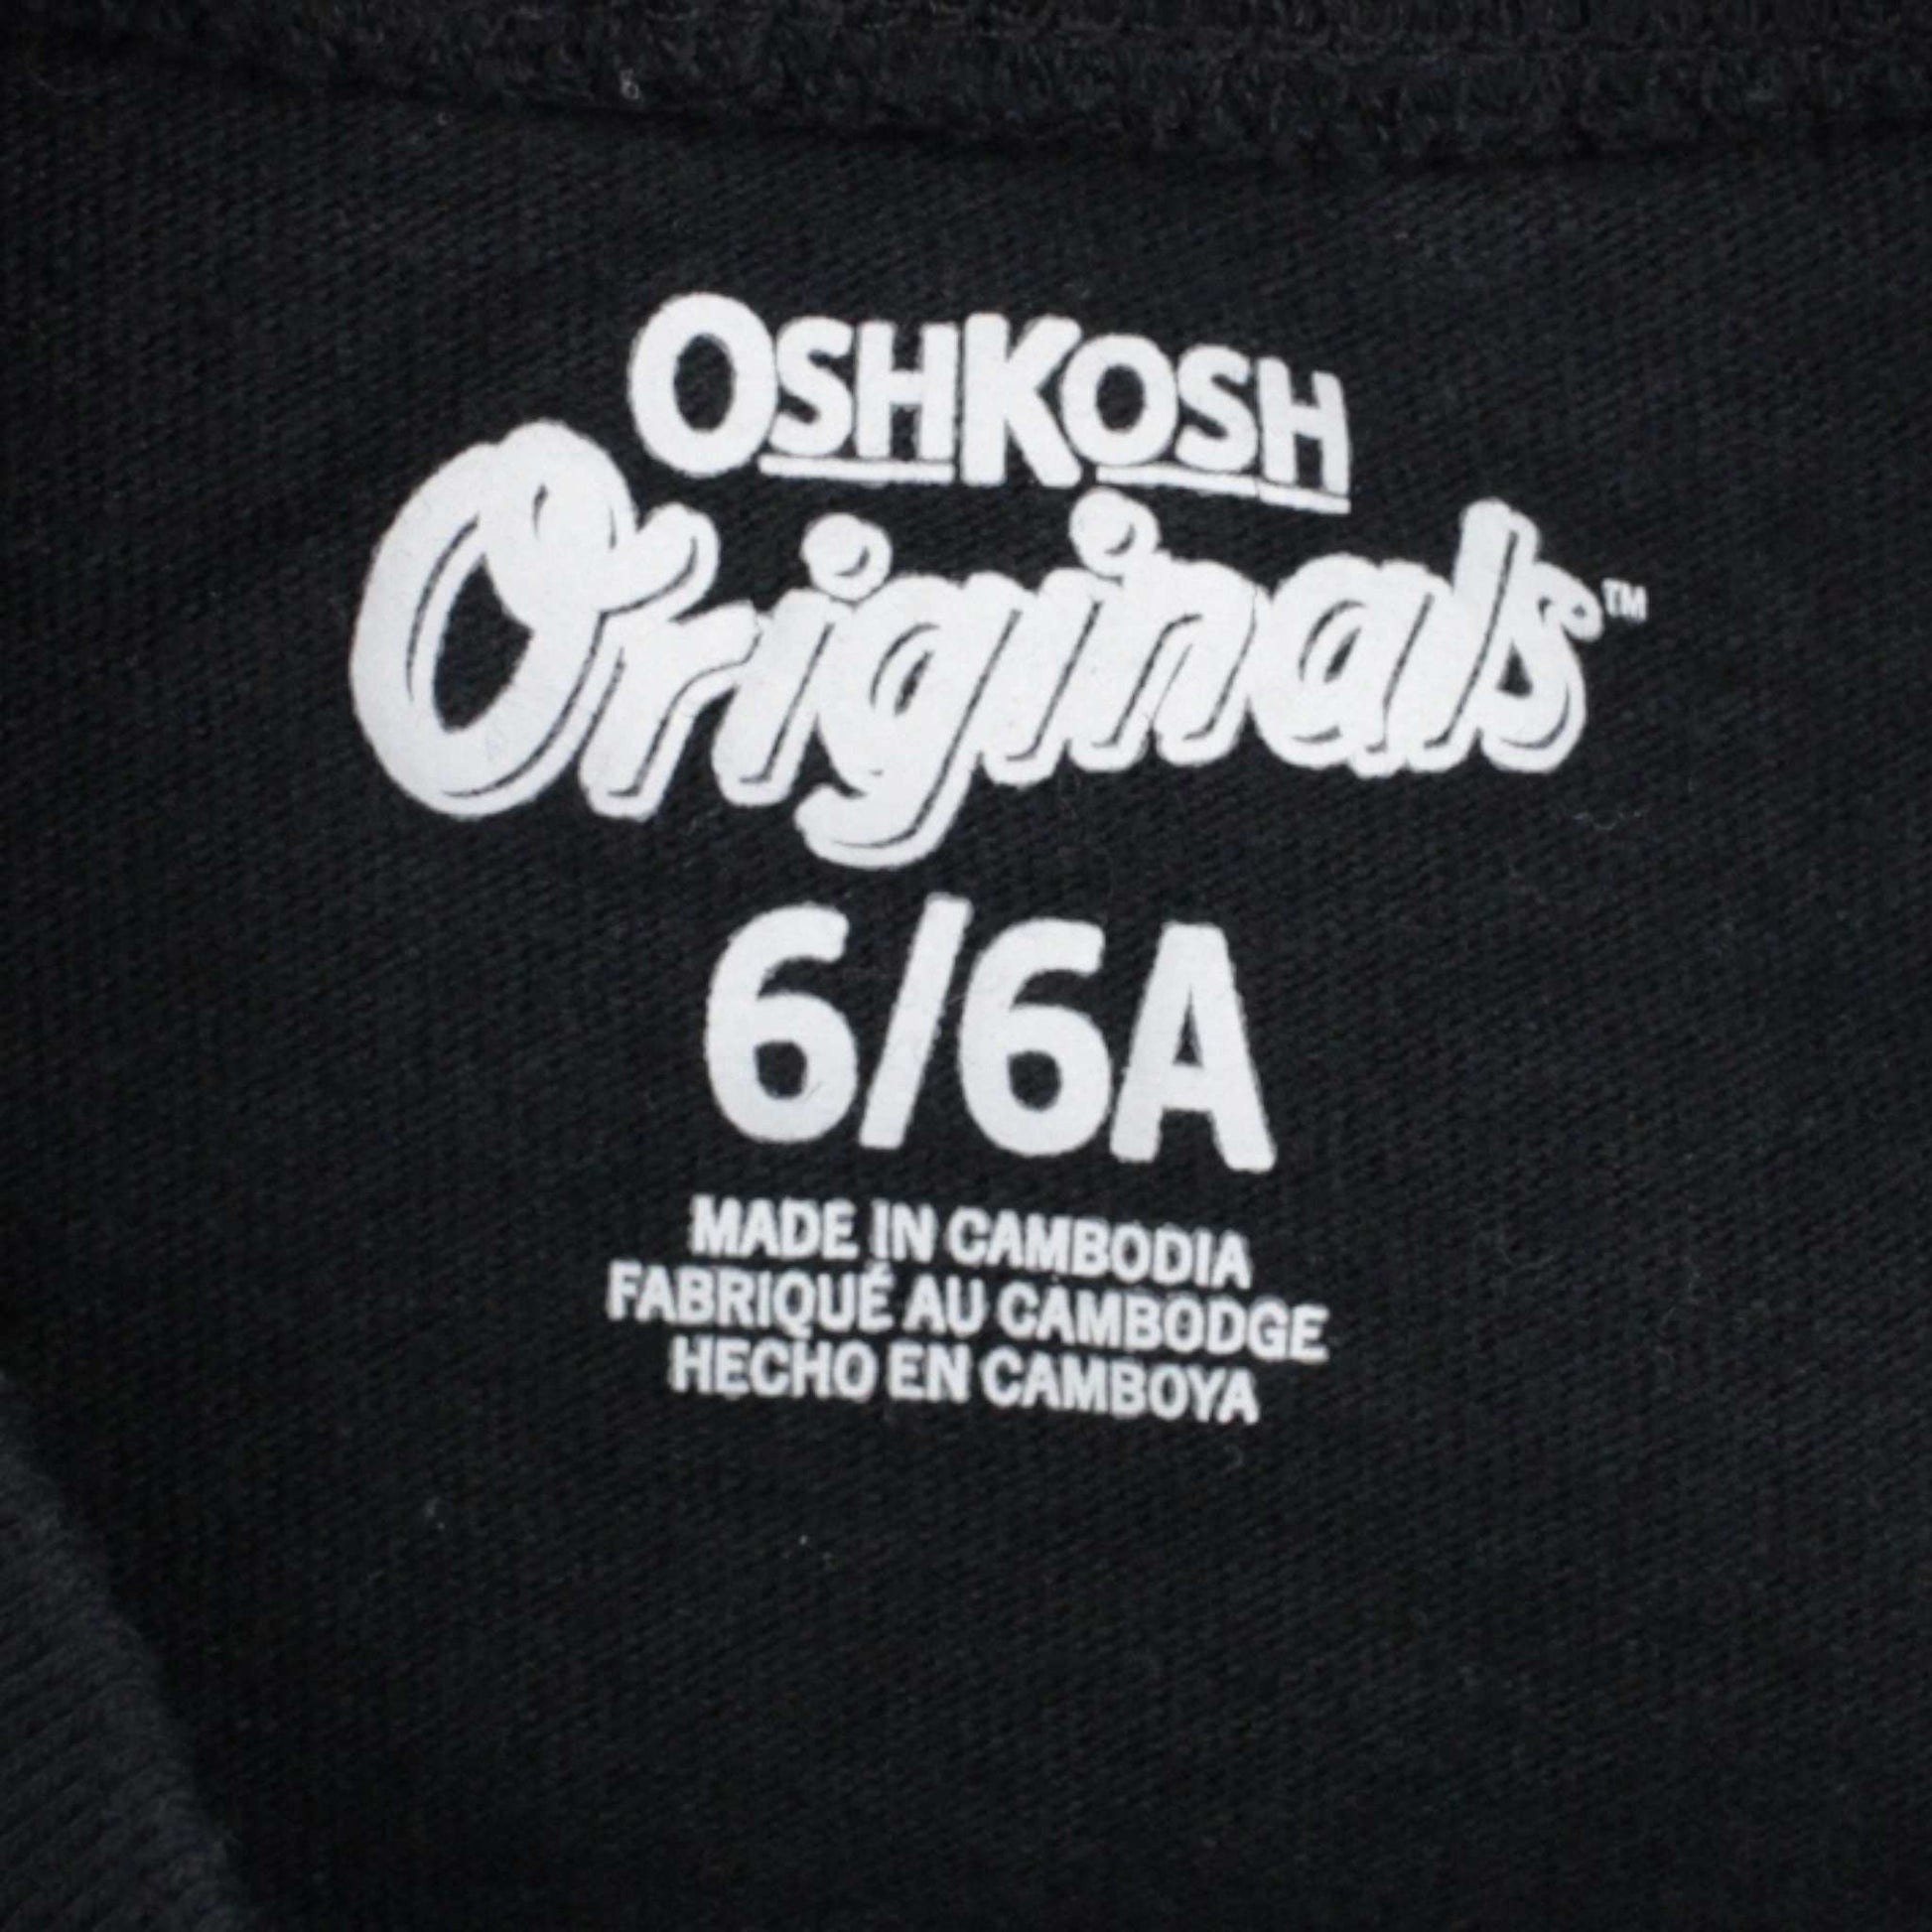 OSHKOSH
Originals™
6/6A
MADE IN CAMBODIA
FABRIQUÉ AU CAMBODGE
HECHO EN CAMBOYA